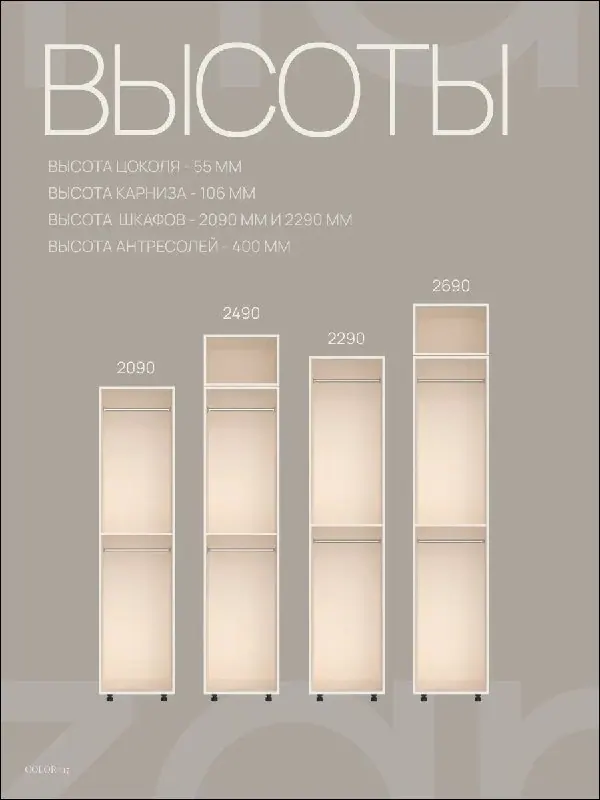 ВЫСОТЫ
ВЫСОТА ЦОКОЛЯ - 55 ММ
ВЫСОТА КАРНИЗА - 106 ММ
ВЫСОТА ШКАФОВ - 2090 ММ И 2290 ММ
ВЫСОТА АНТРЕСОЛЕЙ - 400 ММ
2690
2490
2290
2090
COLOR